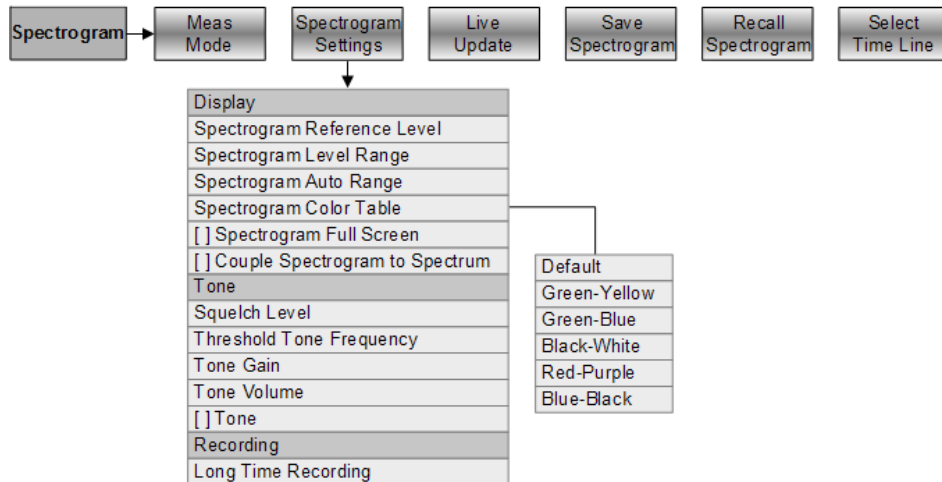 Spectrogram
Meas
Mode
Spectrogram
Settings
Live
Update
Save
Spectrogram
Recall
Spectrogram
Select
Time Line
Display
Spectrogram Reference Level
Spectrogram Level Range
Spectrogram Auto Range
Spectrogram Color Table
[ ] Spectrogram Full Screen
[ ] Couple Spectrogram to Spectrum
Tone
Squelch Level
Threshold Tone Frequency
Tone Gain
Tone Volume
[ ] Tone
Recording
Long Time Recording
Default
Green-Yellow
Green-Blue
Black-White
Red-Purple
Blue-Black